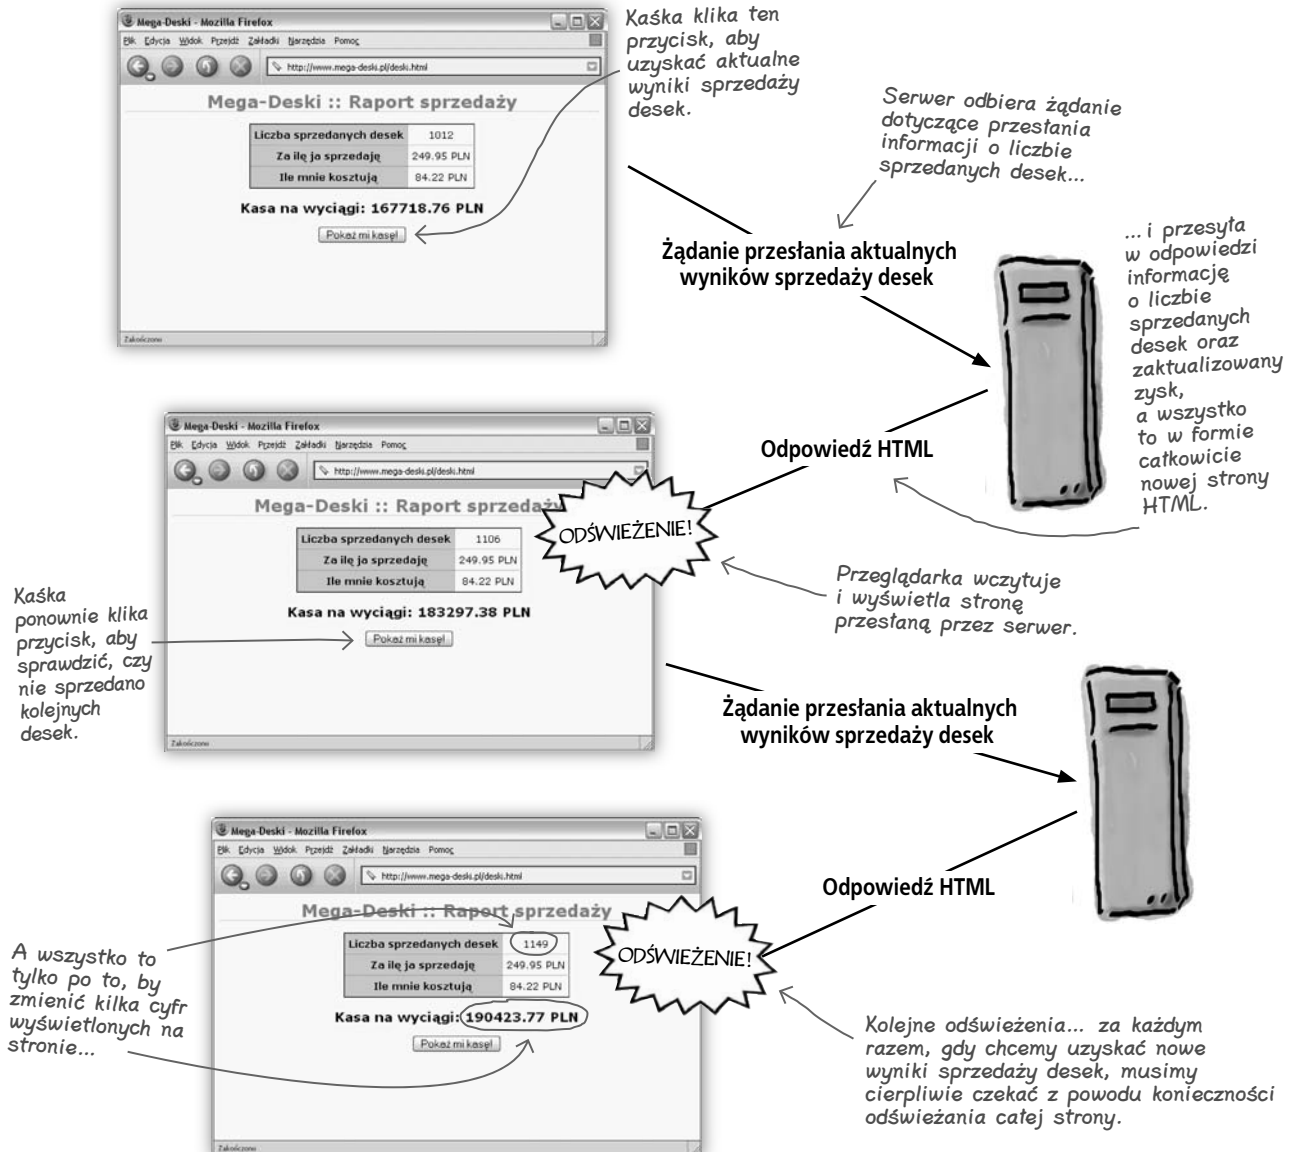 Mega-Deski - Mozilla Firefox
Plik Edycja Widok Przejdź Zakładki Narzędzia Pomoc
http://www.mega-deski.pl/deski.html
Mega-Deski :: Raport sprzedaży
Liczba sprzedanych desek 1012
Za ilę ja sprzedaję 249.95 PLN
Ile mnie kosztują 84.22 PLN
Kasa na wyciągi: 167718.76 PLN
Pokaż mi kasę!
Zakończono
Kaśka klika ten
przycisk, aby
uzyskać aktualne
wyniki sprzedaży
desek.
Serwer odbiera żądanie
dotyczące przesłania
informacji o liczbie
sprzedanych desek...
Żądanie przesłania aktualnych
wyników sprzedaży desek
... i przesyła
w odpowiedzi
informację
o liczbie
sprzedanych
desek oraz
zaktualizowany
zysk,
a wszystko
to w formie
całkowicie
nowej strony
HTML.
Odpowiedź HTML
Mega-Deski - Mozilla Firefox
Plik Edycja Widok Przejdź Zakładki Narzędzia Pomoc
http://www.mega-deski.pl/deski.html
Mega-Deski :: Raport sprzedaży
ODŚWIEŻENIE!
Liczba sprzedanych desek 1106
Za ilę ja sprzedaję 249.95 PLN
Ile mnie kosztują 84.22 PLN
Kasa na wyciągi: 183297.38 PLN
Pokaż mi kasę!
Zakończono
Przeglądarka wczytuje
i wyświetla stronę
przesłaną przez serwer.
Kaśka
ponownie klika
przycisk, aby
sprawdzić, czy
nie sprzedano
kolejnych
desek.
Żądanie przesłania aktualnych
wyników sprzedaży desek
Odpowiedź HTML
Mega-Deski - Mozilla Firefox
Plik Edycja Widok Przejdź Zakładki Narzędzia Pomoc
http://www.mega-deski.pl/deski.html
Mega-Deski :: Raport sprzedaży
ODŚWIEŻENIE!
Liczba sprzedanych desek 1149
Za ilę ja sprzedaję 249.95 PLN
Ile mnie kosztują 84.22 PLN
Kasa na wyciągi: 190423.77 PLN
Pokaż mi kasę!
Zakończono
A wszystko to
tylko po to, by
zmienić kilka cyfr
wyświetlonych na
stronie...
Kolejne odświeżenia... za każdym
razem, gdy chcemy uzyskać nowe
wyniki sprzedaży desek, musimy
cierpliwie czekać z powodu konieczności
odświeżania całej strony.